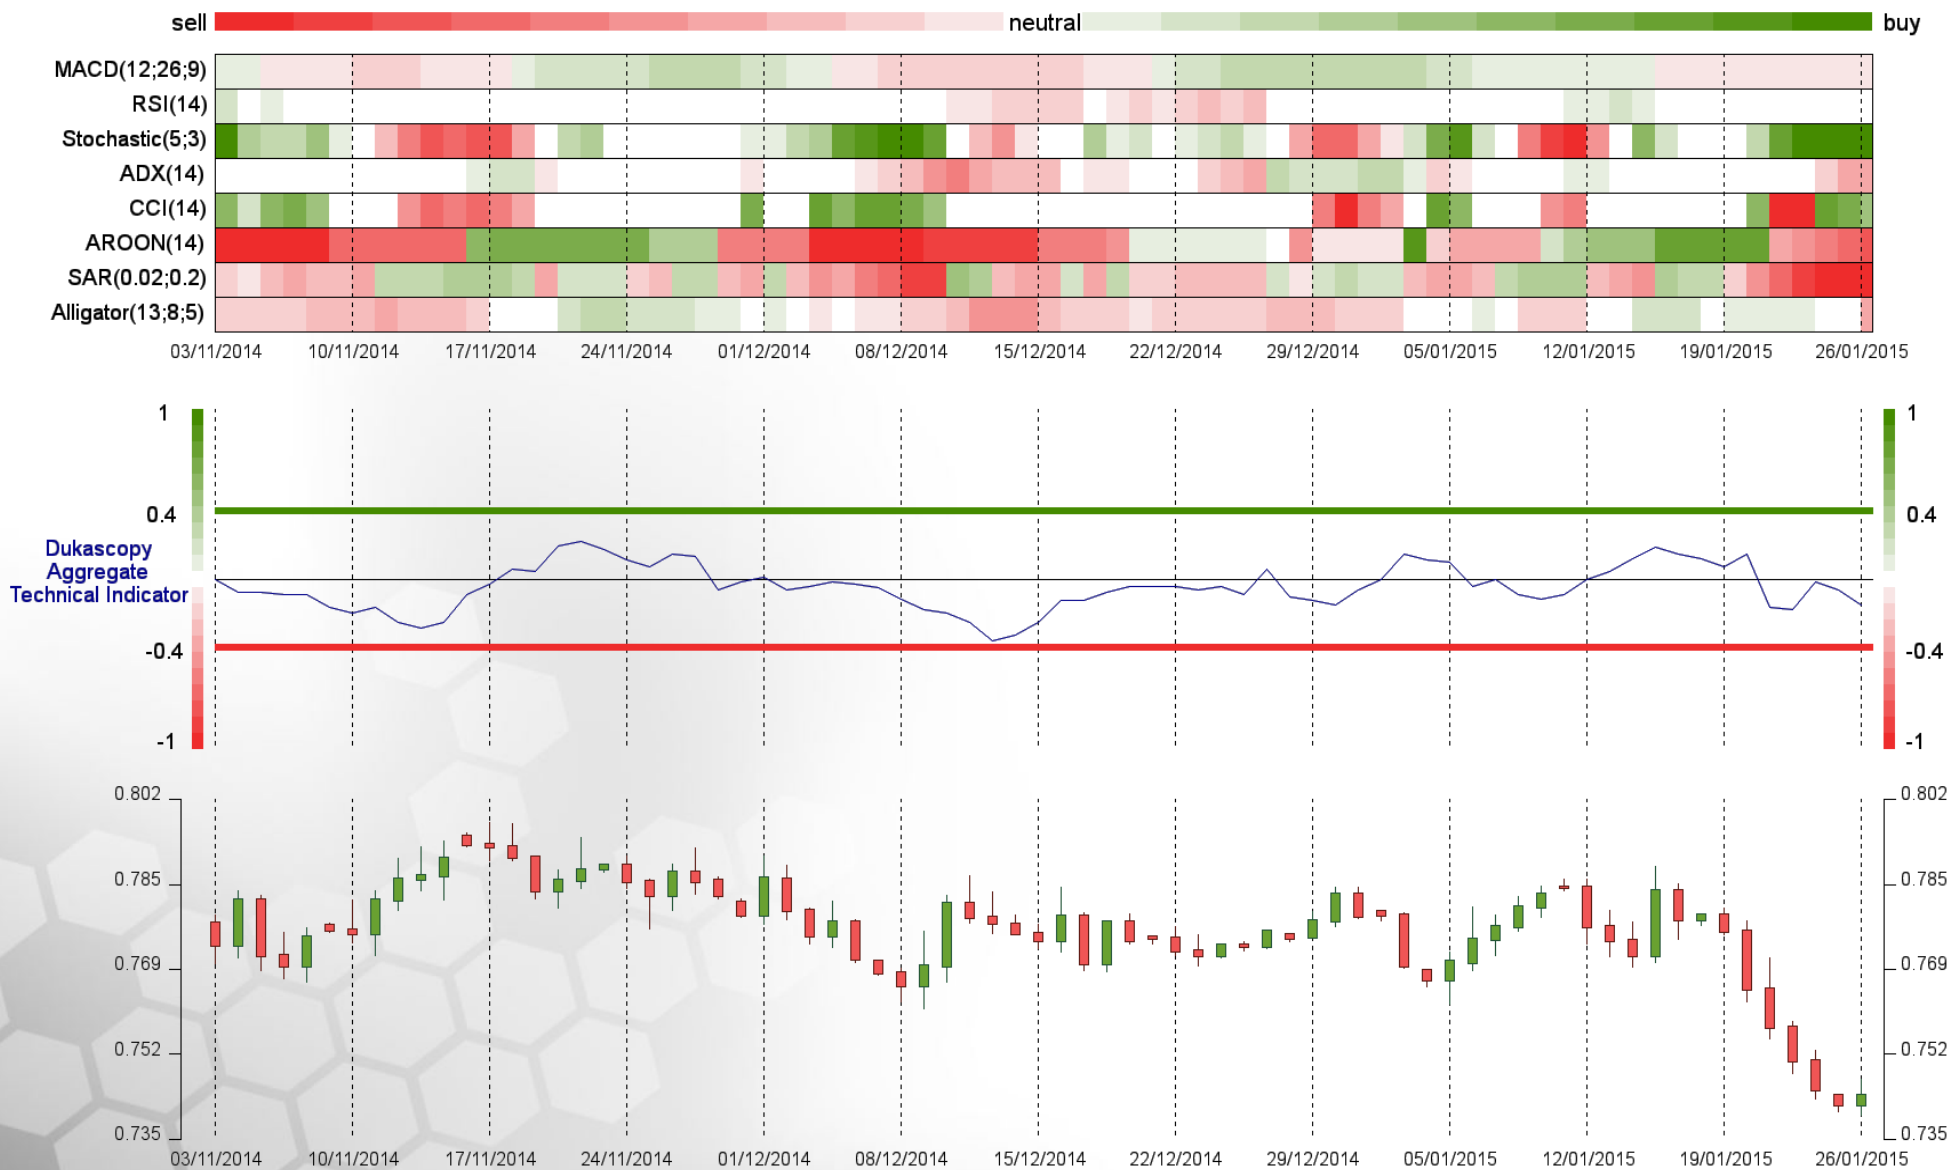 sell neutral buy
MACD(12;26;9)
RSI(14)
Stochastic(5;3)
ADX(14)
CCI(14)
AROON(14)
SAR(0.02;0.2)
Alligator(13;8;5)
03/11/2014 10/11/2014 17/11/2014 24/11/2014 01/12/2014 08/12/2014 15/12/2014 22/12/2014 29/12/2014 05/01/2015 12/01/2015 19/01/2015 26/01/2015
1 1
0.4 0.4
Dukascopy
Aggregate
Technical Indicator
-0.4 -0.4
-1 -1
0.802 0.802
0.785 0.785
0.769 0.769
0.752 0.752
0.735 0.735
03/11/2014 10/11/2014 17/11/2014 24/11/2014 01/12/2014 08/12/2014 15/12/2014 22/12/2014 29/12/2014 05/01/2015 12/01/2015 19/01/2015 26/01/2015